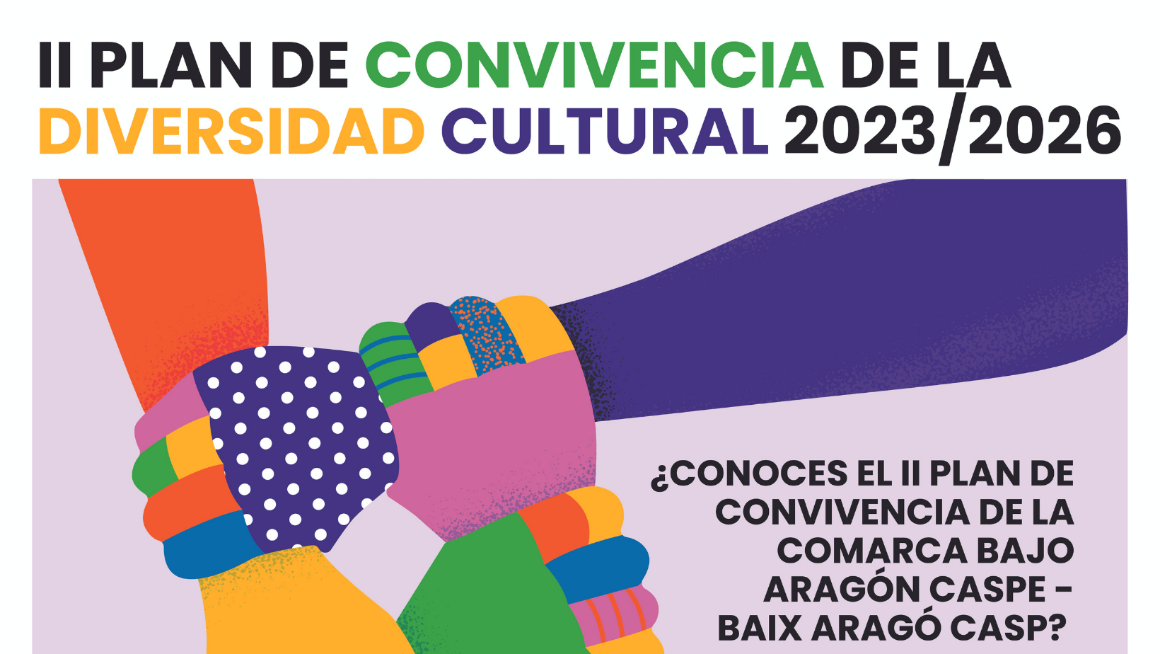 II PLAN DE CONVIVENCIA DE LA
DIVERSIDAD CULTURAL 2023/2026
¿CONOCES EL II PLAN DE
CONVIVENCIA DE LA
COMARCA BAJO
ARAGÓN CASPE -
BAIX ARAGÓ CASP?